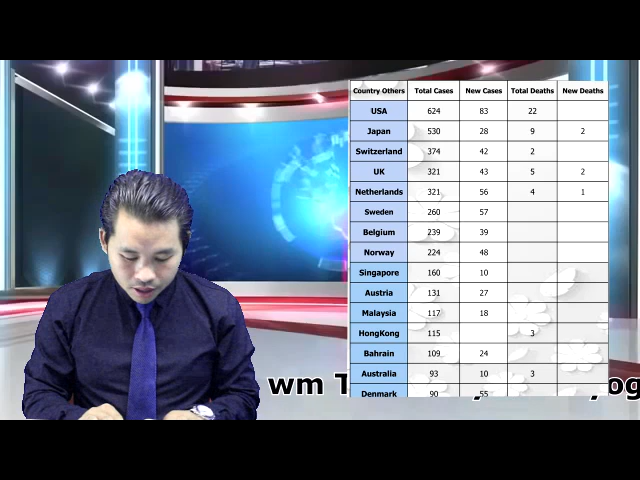 Country Others Total Cases New Cases Total Deaths New Deaths
USA 624 83 22
Japan 530 28 9 2
Switzerland 374 42 2
UK 321 43 5 2
Netherlands 321 56 4 1
Sweden 260 57
Belgium 239 39
Norway 224 48
Singapore 160 10
Austria 131 27
Malaysia 117 18
HongKong 115 3
Bahrain 109 24
Australia 93 10 3
Denmark 90 55
wm